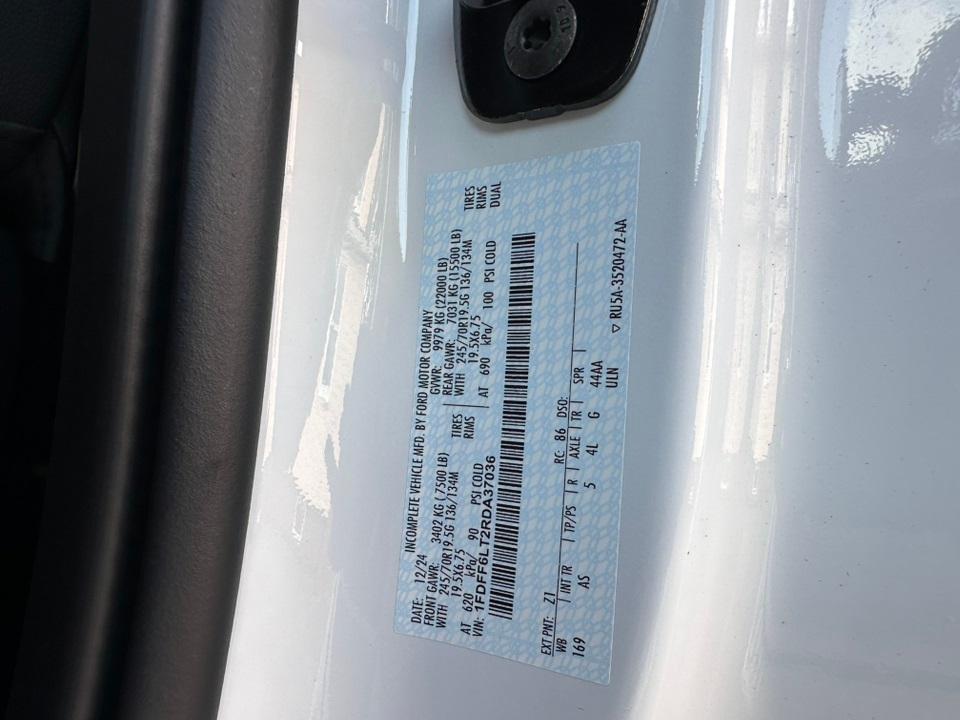 INCOMPLETE VEHICLE MFD. BY FORD MOTOR COMPANY
DATE: 12/24 GVWR: 9979 KG (22000 LB)
FRONT GAWR: 3402 KG (7500 LB) REAR GAWR: 7031 KG (15500 LB)
WITH 245/70R19.5G 136/134M TIRES WITH 245/70R19.5G 136/134M TIRES
19.5X6.75 RIMS 19.5X6.75 RIMS
AT 620 kPa/ 90 PSI COLD AT 690 kPa/ 100 PSI COLD DUAL
VIN: 1FDFF6LT2RDA37036
EXT PNT: Z1 RC: 86 DSO:
WB INT TR TP/PS R AXLE TR SPR
169 AS 5 4L G 44AA
ULN
▽ RU5A-3520472-AA